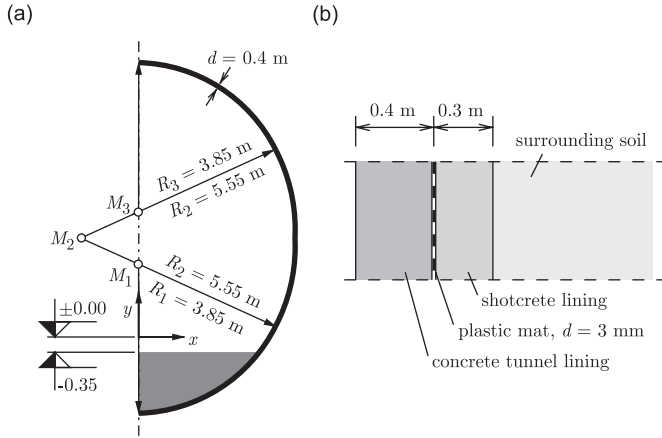 (a)
d = 0.4 m
R₃ = 3.85 m
R₂ = 5.55 m
M₃
M₂
M₁
R₂ = 5.55 m
R₁ = 3.85 m
±0.00
y
x
-0.35
(b)
0.4 m
0.3 m
surrounding soil
shotcrete lining
plastic mat, d = 3 mm
concrete tunnel lining